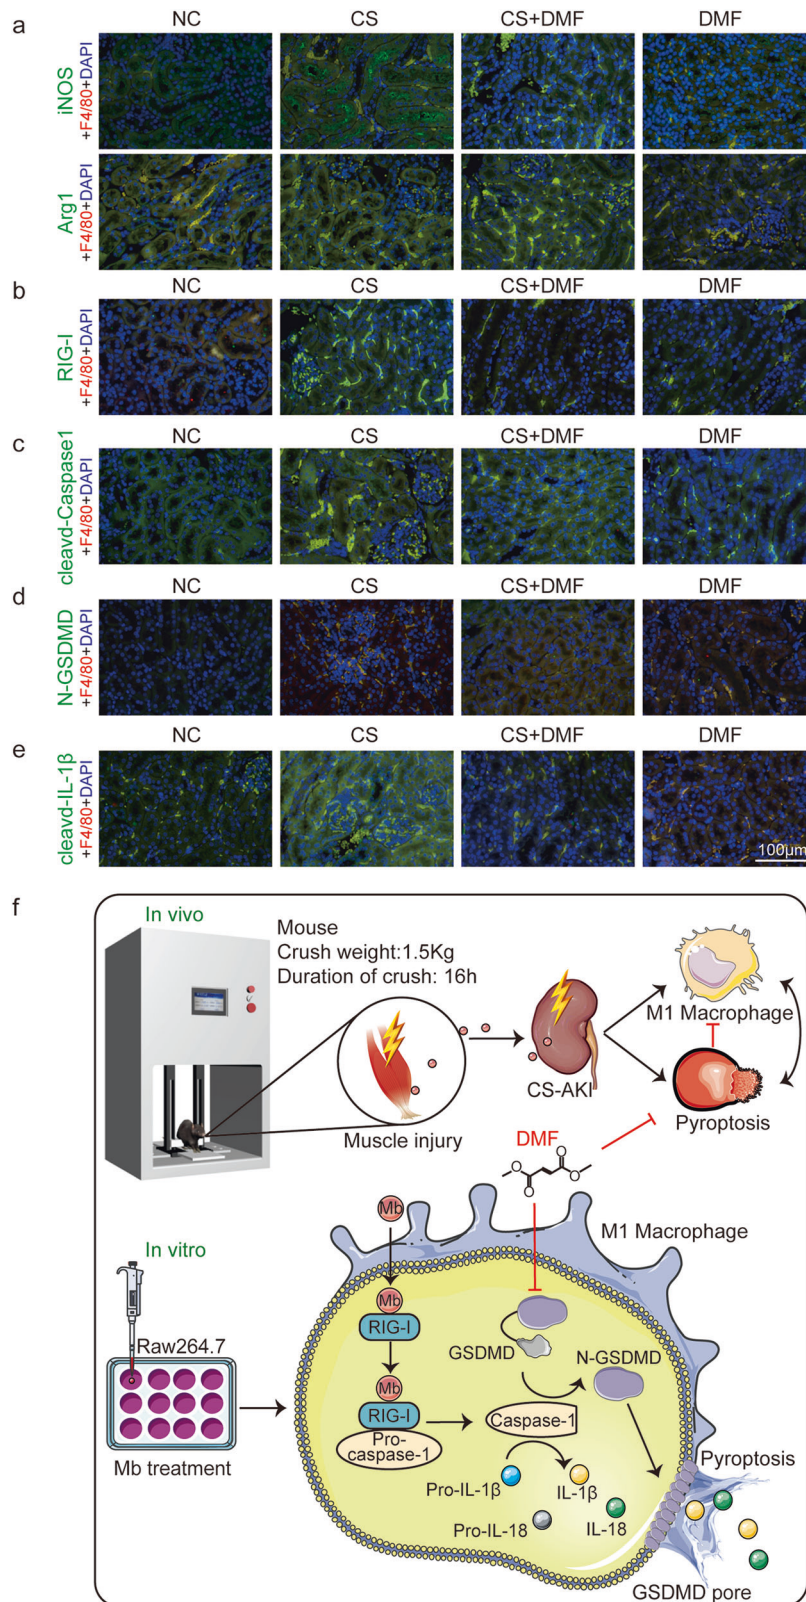 a
NC CS CS+DMF DMF
iNOS
+F4/80+DAPI
Arg1
+F4/80+DAPI
b
NC CS CS+DMF DMF
RIG-I
+F4/80+DAPI
c
NC CS CS+DMF DMF
cleavd-Caspase1
+F4/80+DAPI
d
NC CS CS+DMF DMF
N-GSDMD
+F4/80+DAPI
e
NC CS CS+DMF DMF
cleavd-IL-1β
+F4/80+DAPI
100μm
f
In vivo
Mouse
Crush weight:1.5Kg
Duration of crush: 16h
Muscle injury
CS-AKI
M1 Macrophage
Pyroptosis
DMF
O
O
O
O
M1 Macrophage
In vitro
Raw264.7
Mb treatment
Mb
Mb
RIG-I
Mb
RIG-I
Pro-
caspase-1
GSDMD
N-GSDMD
Caspase-1
Pro-IL-1β
IL-1β
Pro-IL-18
IL-18
Pyroptosis
GSDMD pore